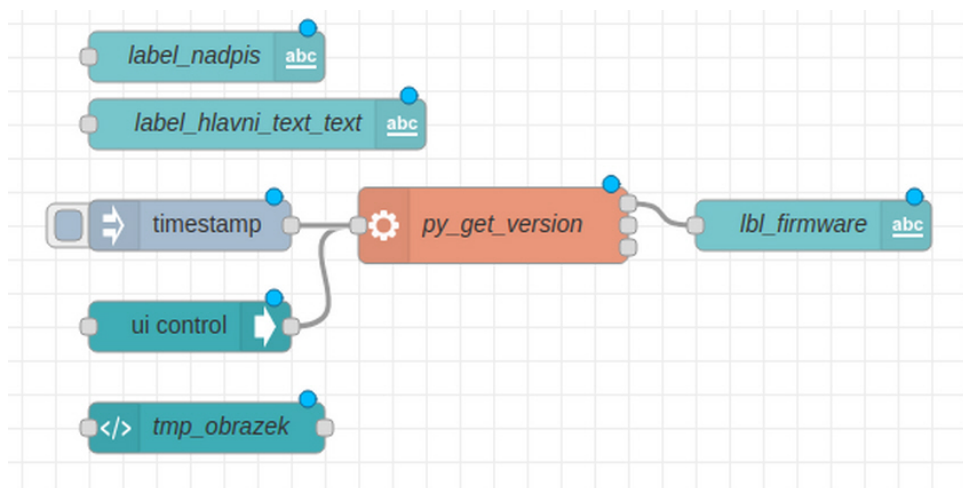 label_nadpis abc
label_hlavni_text_text abc
timestamp
py_get_version
lbl_firmware abc
ui control
</> tmp_obrazek